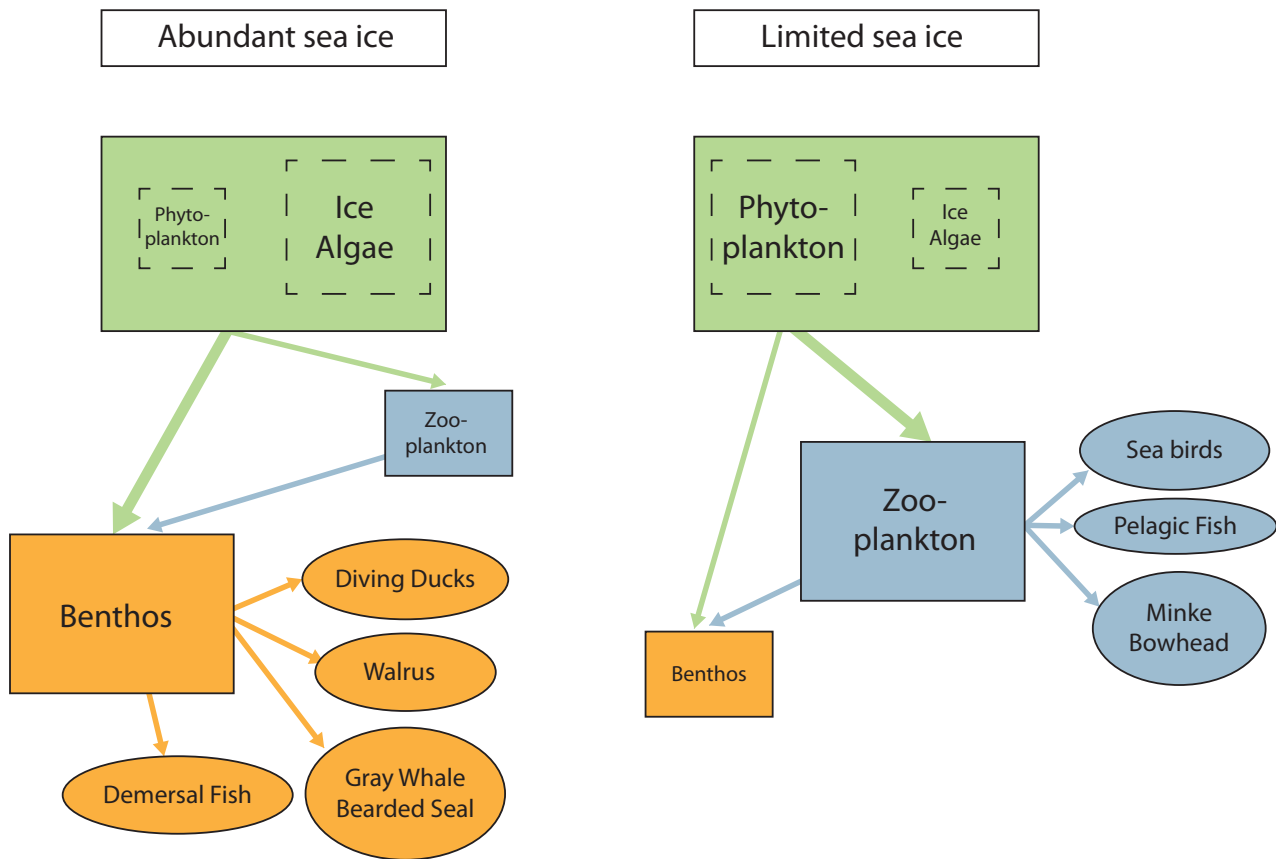 Abundant sea ice
Phyto-
plankton
Ice
Algae
Zoo-
plankton
Benthos
Diving Ducks
Walrus
Gray Whale
Bearded Seal
Demersal Fish
Limited sea ice
Phyto-
plankton
Ice
Algae
Zoo-
plankton
Sea birds
Pelagic Fish
Minke
Bowhead
Benthos